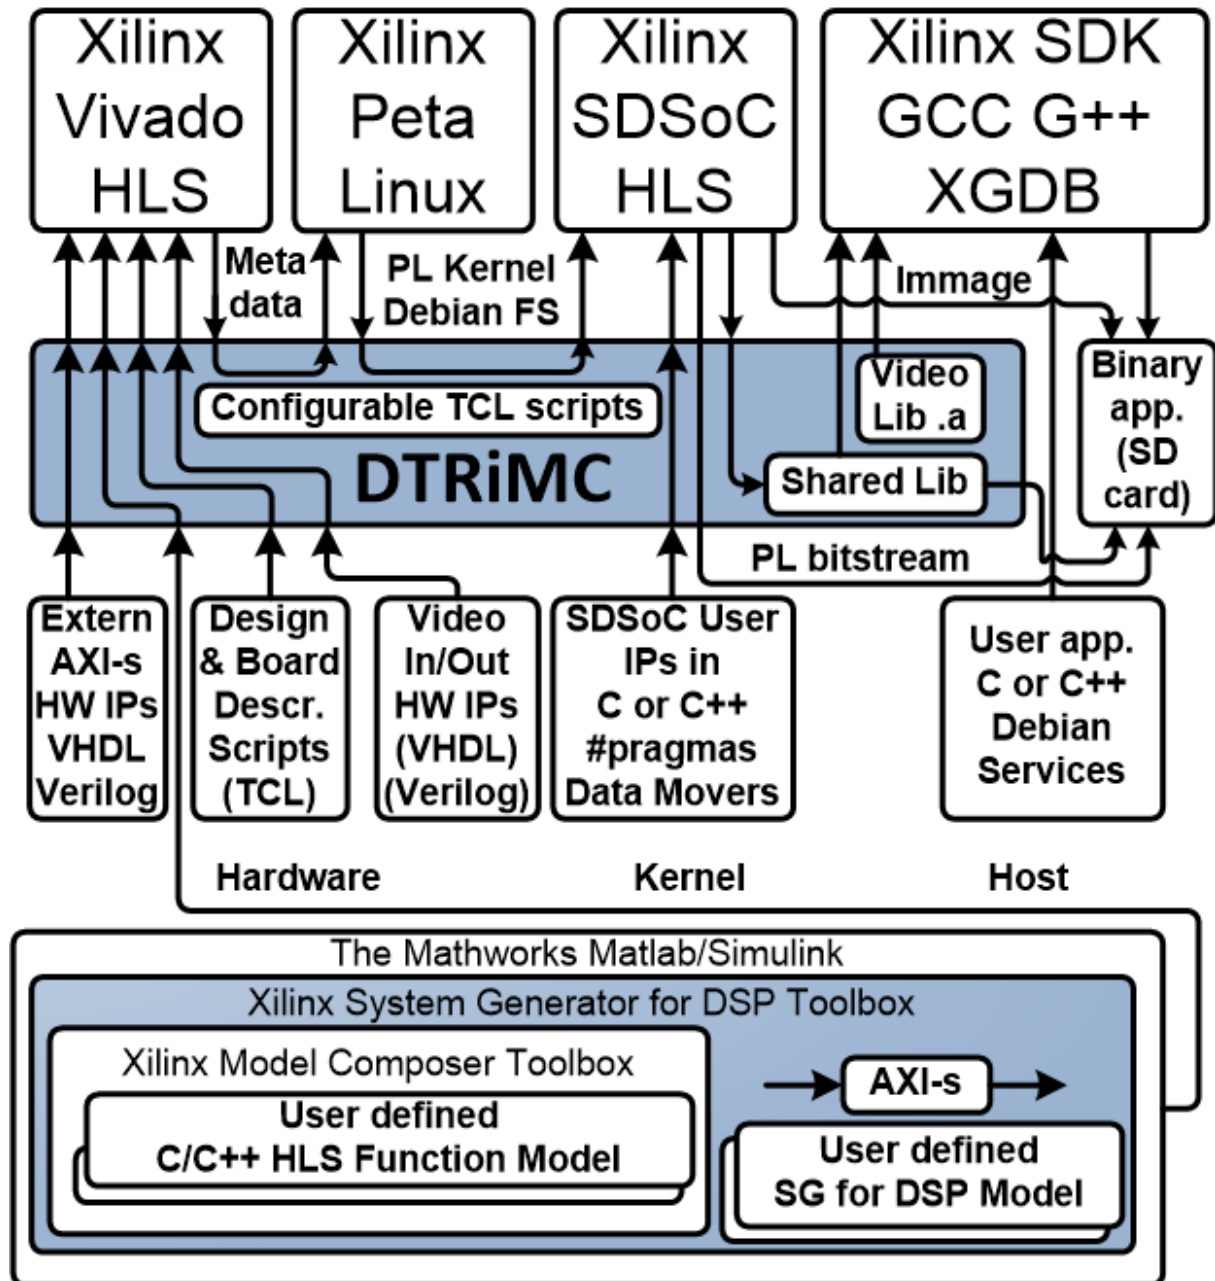 Xilinx
Vivado
HLS
Xilinx
Peta
Linux
Xilinx
SDSoC
HLS
Xilinx SDK
GCC G++
XGDB
Meta
data
PL Kernel
Debian FS
Immage
Configurable TCL scripts
DTRiMC
Video
Lib .a
Shared Lib
Binary
app.
(SD
card)
PL bitstream
Extern
AXI-s
HW IPs
VHDL
Verilog
Design
& Board
Descr.
Scripts
(TCL)
Video
In/Out
HW IPs
(VHDL)
(Verilog)
SDSoC User
IPs in
C or C++
#pragmas
Data Movers
User app.
C or C++
Debian
Services
Hardware
Kernel
Host
The Mathworks Matlab/Simulink
Xilinx System Generator for DSP Toolbox
Xilinx Model Composer Toolbox
User defined
C/C++ HLS Function Model
AXI-s
User defined
SG for DSP Model